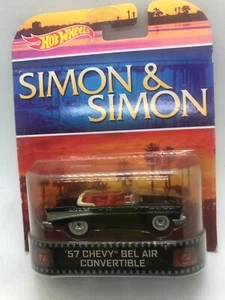 HOT WHEELS
SIMON &
SIMON
'57 CHEVY BEL AIR
CONVERTIBLE